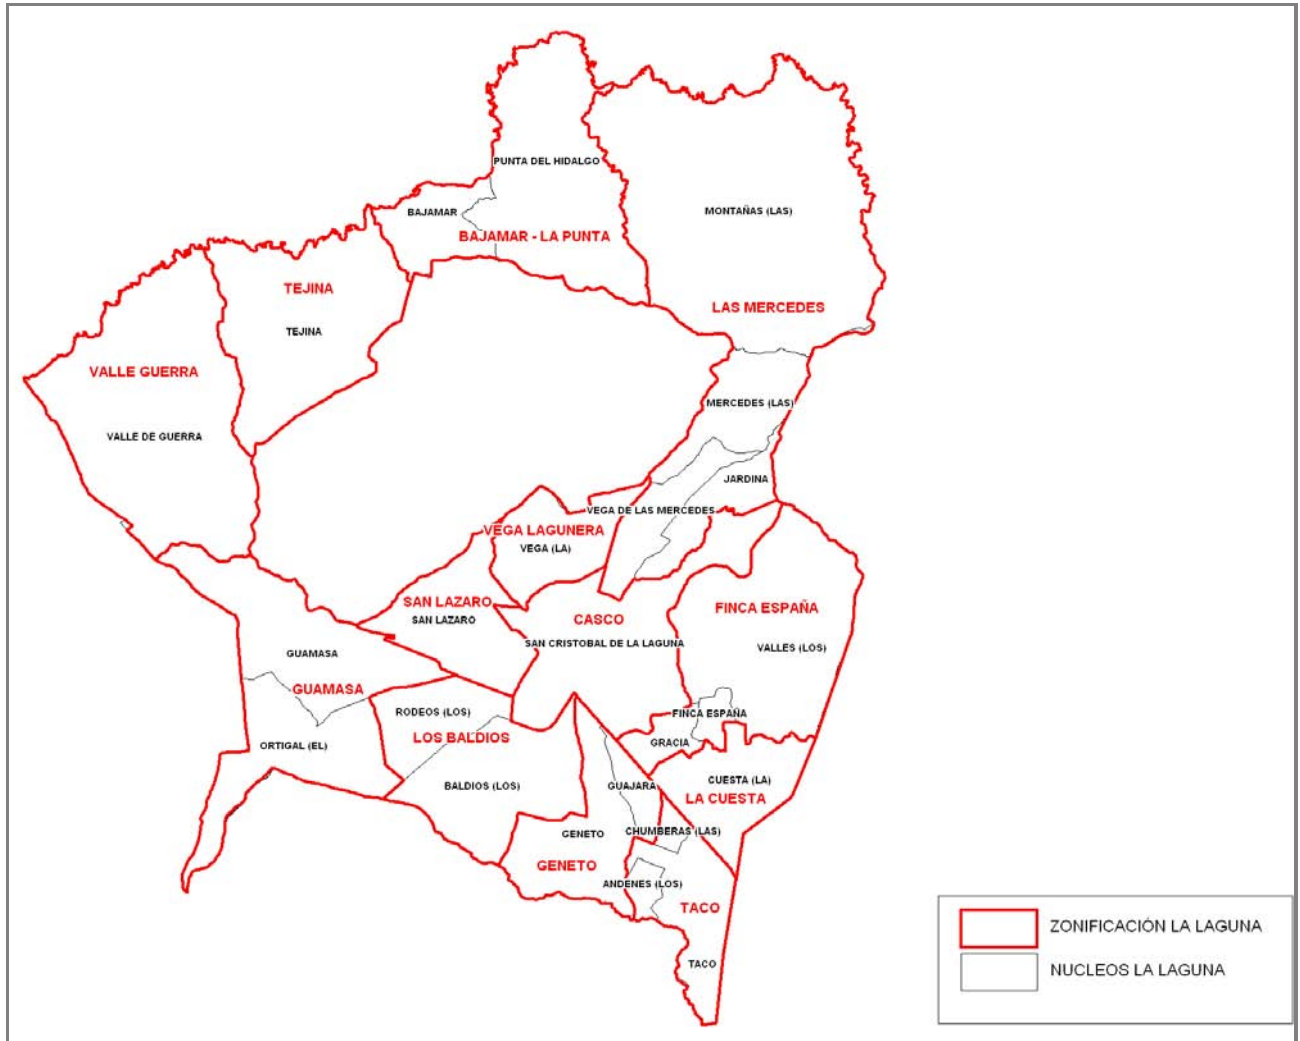 PUNTA DEL HIDALGO
BAJAMAR
MONTAÑAS (LAS)
BAJAMAR - LA PUNTA
TEJINA
LAS MERCEDES
TEJINA
VALLE GUERRA
MERCEDES (LAS)
VALLE DE GUERRA
JARDINA
VEGA DE LAS MERCEDES
VEGA LAGUNERA
VEGA (LA)
SAN LAZARO
FINCA ESPAÑA
SAN LAZARO
CASCO
SAN CRISTOBAL DE LA LAGUNA
VALLES (LOS)
GUAMASA
GUAMASA
RODEOS (LOS)
FINCA ESPAÑA
LOS BALDIOS
GRACIA
ORTIGAL (EL)
CUESTA (LA)
BALDIOS (LOS)
GUAJARA
LA CUESTA
GENETO
CHUMBERAS (LAS)
GENETO
ANDENES (LOS)
TACO
TACO
ZONIFICACIÓN LA LAGUNA
NUCLEOS LA LAGUNA